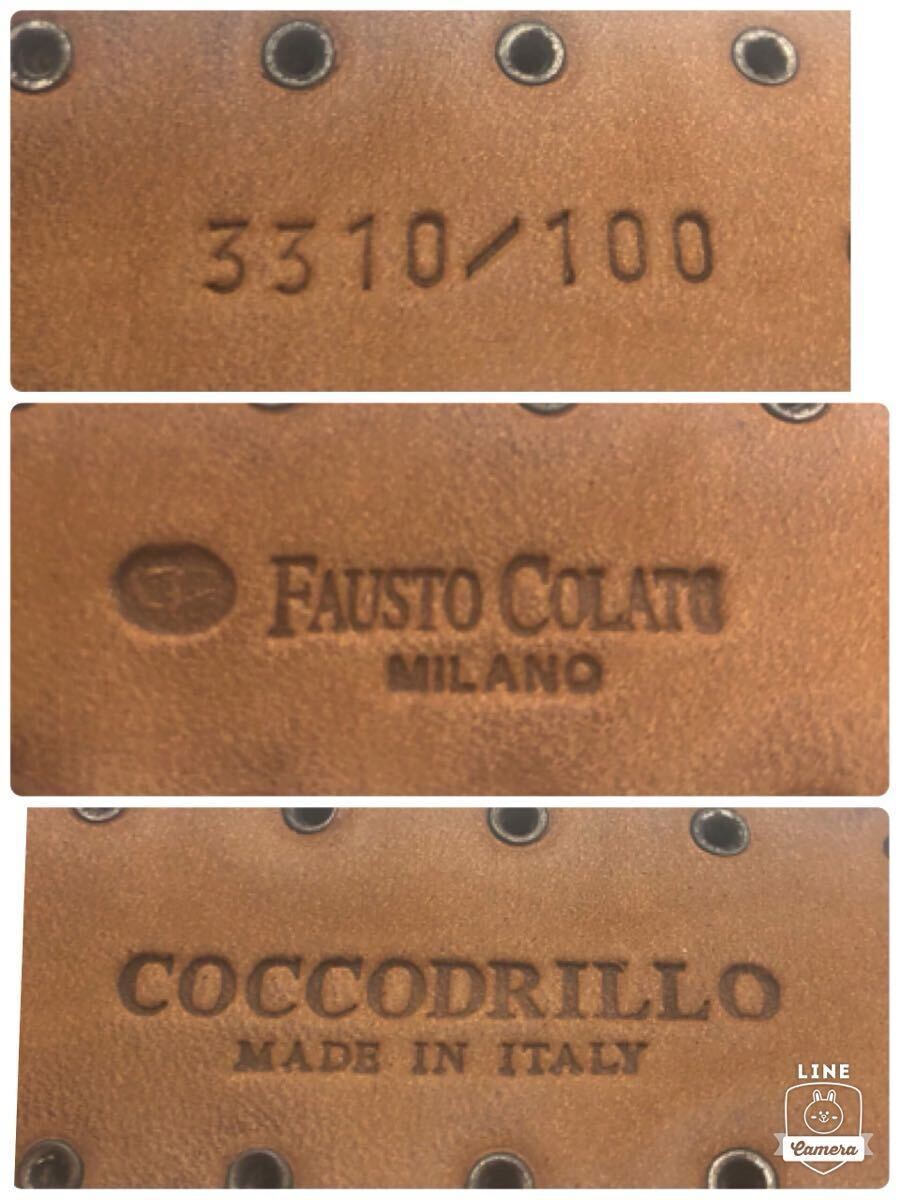 3310/100
FAUSTO COLATO
MILANO
COCCODRILLO
MADE IN ITALY
LINE
Camera